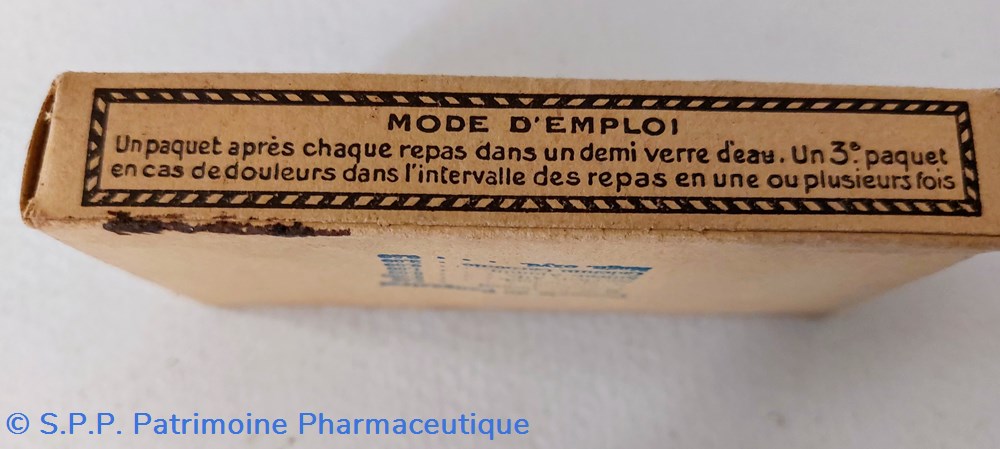 MODE D'EMPLOI
Un paquet après chaque repas dans un demi verre d'eau. Un 3e paquet
en cas de douleurs dans l'intervalle des repas en une ou plusieurs fois
© S.P.P. Patrimoine Pharmaceutique